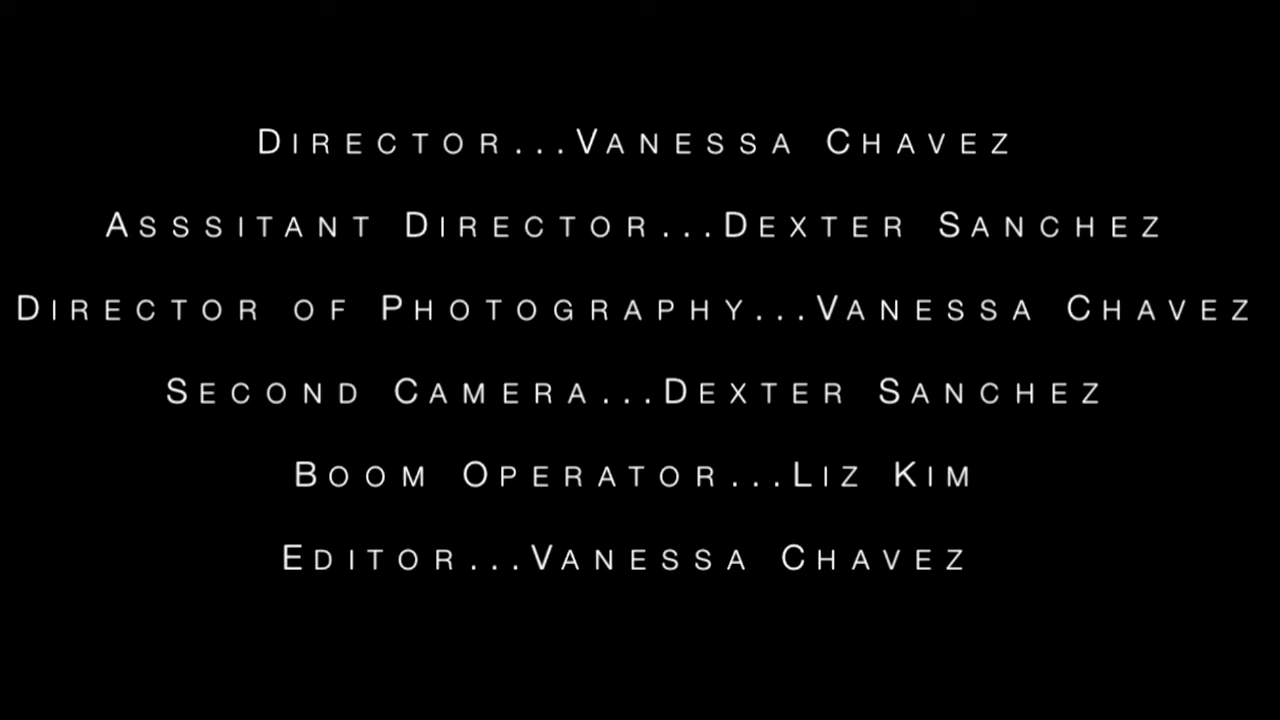 Director...Vanessa Chavez
Asssitant Director...Dexter Sanchez
Director of Photography...Vanessa Chavez
Second Camera...Dexter Sanchez
Boom Operator...Liz Kim
Editor...Vanessa Chavez